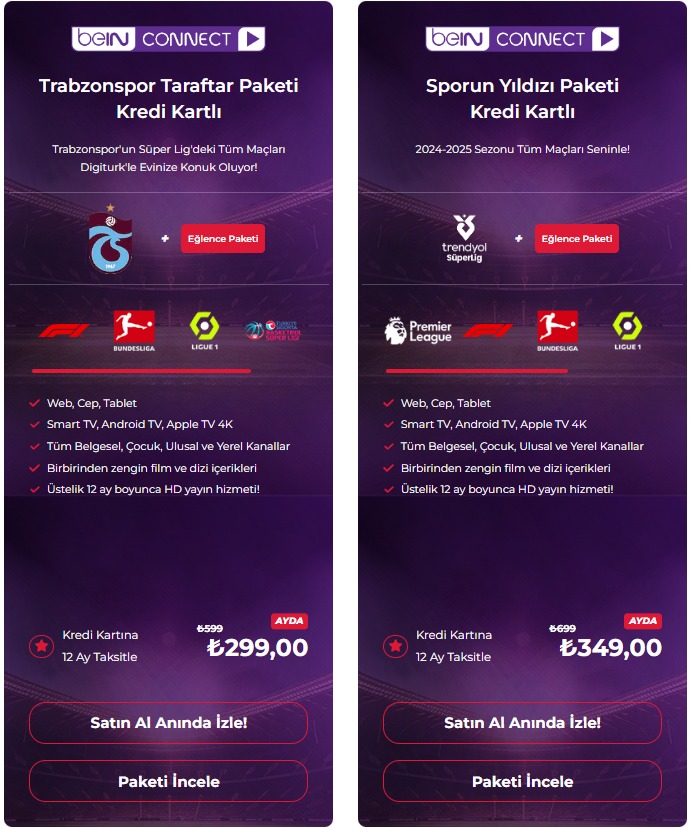 beIN CONNECT
Trabzonspor Taraftar Paketi
Kredi Kartlı
Trabzonspor'un Süper Lig'deki Tüm Maçları
Digiturk'le Evinize Konuk Oluyor!
1967
+ Eğlence Paketi
F1
BUNDESLIGA
LIGUE 1
TÜRKİYE
SİGORTA
BASKETBOL
SÜPER LİGİ
Web, Cep, Tablet
Smart TV, Android TV, Apple TV 4K
Tüm Belgesel, Çocuk, Ulusal ve Yerel Kanallar
Birbirinden zengin film ve dizi içerikleri
Üstelik 12 ay boyunca HD yayın hizmeti!
Kredi Kartına
12 Ay Taksitle
₺599
AYDA
₺299,00
Satın Al Anında İzle!
Paketi İncele
beIN CONNECT
Sporun Yıldızı Paketi
Kredi Kartlı
2024-2025 Sezonu Tüm Maçları Seninle!
trendyol
SüperLig
+ Eğlence Paketi
Premier
League
F1
BUNDESLIGA
LIGUE 1
Web, Cep, Tablet
Smart TV, Android TV, Apple TV 4K
Tüm Belgesel, Çocuk, Ulusal ve Yerel Kanallar
Birbirinden zengin film ve dizi içerikleri
Üstelik 12 ay boyunca HD yayın hizmeti!
Kredi Kartına
12 Ay Taksitle
₺699
AYDA
₺349,00
Satın Al Anında İzle!
Paketi İncele